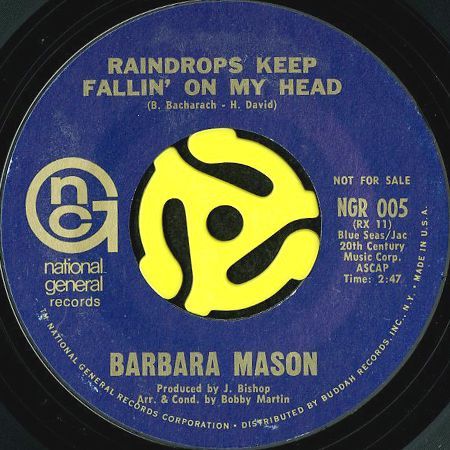 RAINDROPS KEEP
FALLIN' ON MY HEAD
(B. Bacharach - H. David)
ncG
national
general
records
NOT FOR SALE
NGR 005
(RX 11)
Blue Seas/Jac
20th Century
Music Corp.
ASCAP
Time: 2:47
MADE IN U.S.A.
BARBARA MASON
Produced by J. Bishop
Arr. & Cond. by Bobby Martin
TM NATIONAL GENERAL RECORDS CORPORATION • DISTRIBUTED BY BUDDAH RECORDS, INC., N.Y.